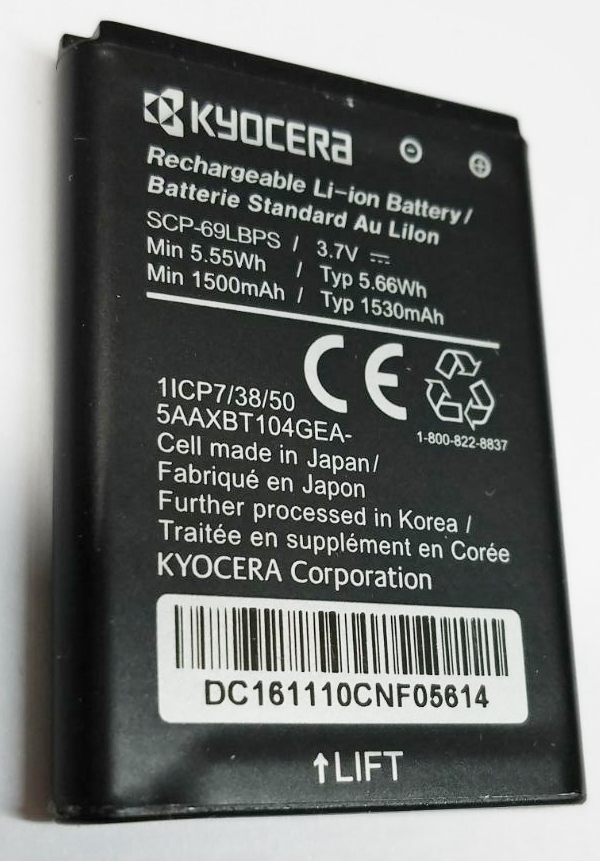 KYOCERA
Rechargeable Li-ion Battery/
Batterie Standard Au LiIon
SCP-69LBPS / 3.7V ⎓
Min 5.55Wh / Typ 5.66Wh
Min 1500mAh / Typ 1530mAh
CE
1-800-822-8837
1ICP7/38/50
5AAXBT104GEA-
Cell made in Japan/
Fabriqué en Japon
Further processed in Korea /
Traitée en supplément en Corée
KYOCERA Corporation
DC161110CNF05614
↑LIFT